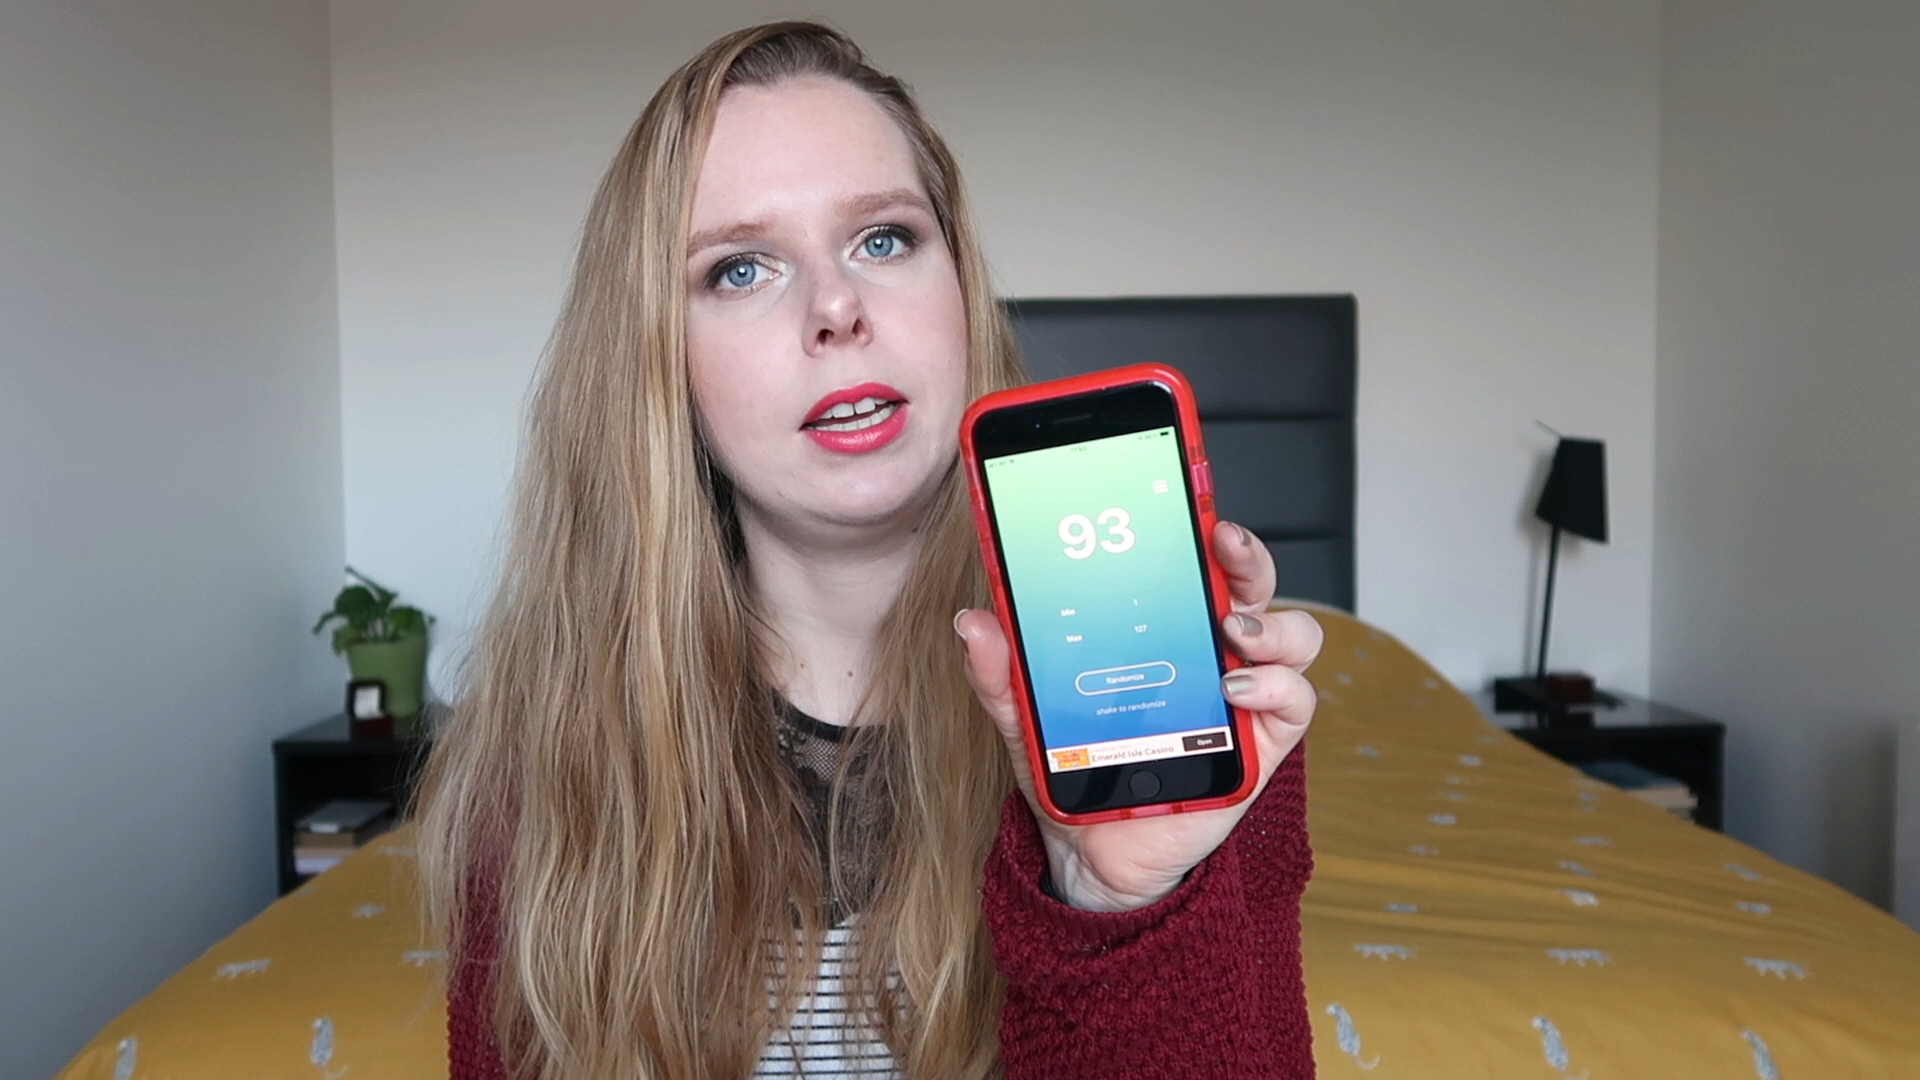 93
Min 1
Max 127
Randomize
shake to randomize
Emerald Isle Casino
Open